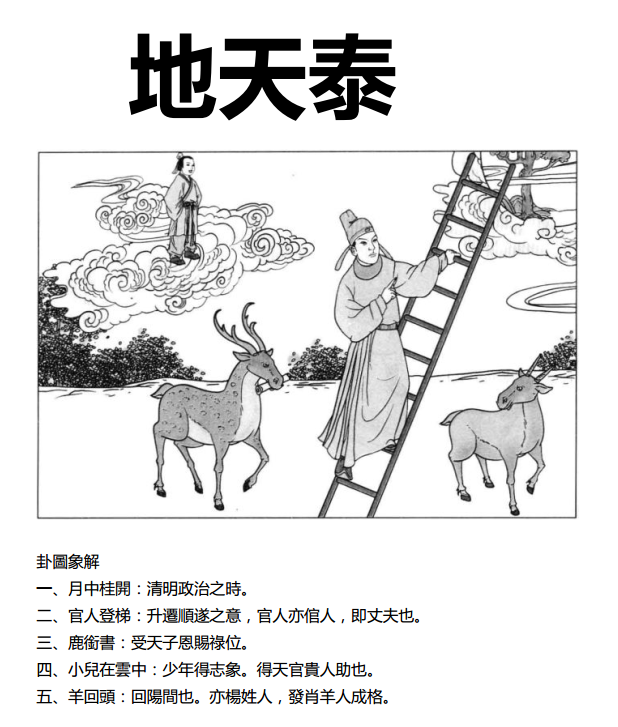 地天泰
卦圖象解
一、月中桂開：清明政治之時。
二、官人登梯：升遷順遂之意，官人亦倌人，即丈夫也。
三、鹿銜書：受天子恩賜祿位。
四、小兒在雲中：少年得志象。得天官貴人助也。
五、羊回頭：回陽間也。亦楊姓人，發肖羊人成格。